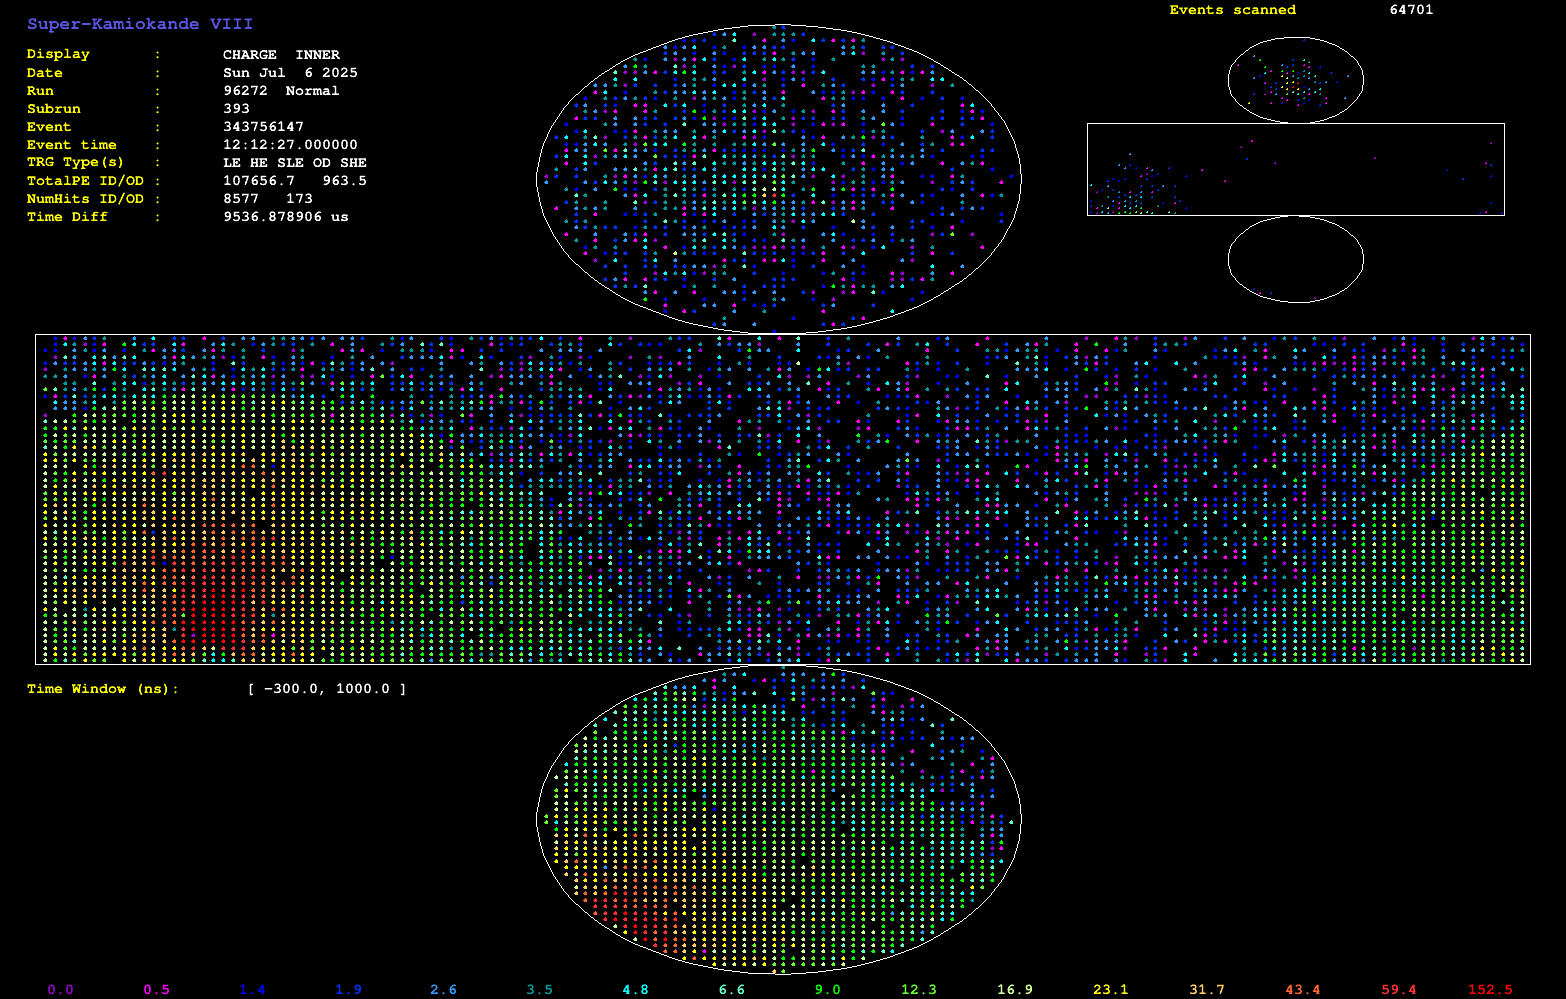 Super-Kamiokande VIII
Display : CHARGE INNER
Date : Sun Jul 6 2025
Run : 96272 Normal
Subrun : 393
Event : 343756147
Event time : 12:12:27.000000
TRG Type(s) : LE HE SLE OD SHE
TotalPE ID/OD : 107656.7 963.5
NumHits ID/OD : 8577 173
Time Diff : 9536.878906 us
Events scanned 64701
Time Window (ns): [ -300.0, 1000.0 ]
0.0 0.5 1.4 1.9 2.6 3.5 4.8 6.6 9.0 12.3 16.9 23.1 31.7 43.4 59.4 152.5